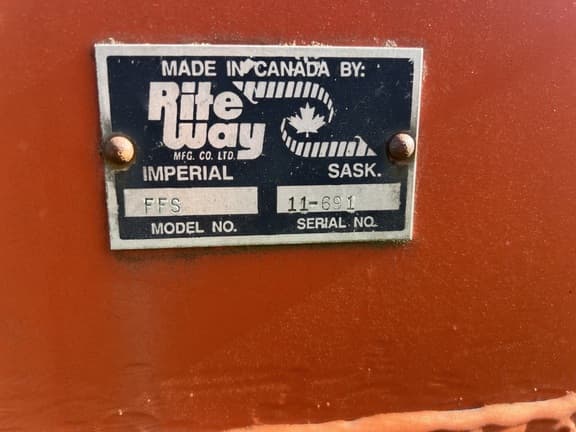 MADE IN CANADA BY:
Rite
Way
MFG. CO. LTD.
IMPERIAL SASK.
FFS 11-691
MODEL NO. SERIAL NO.